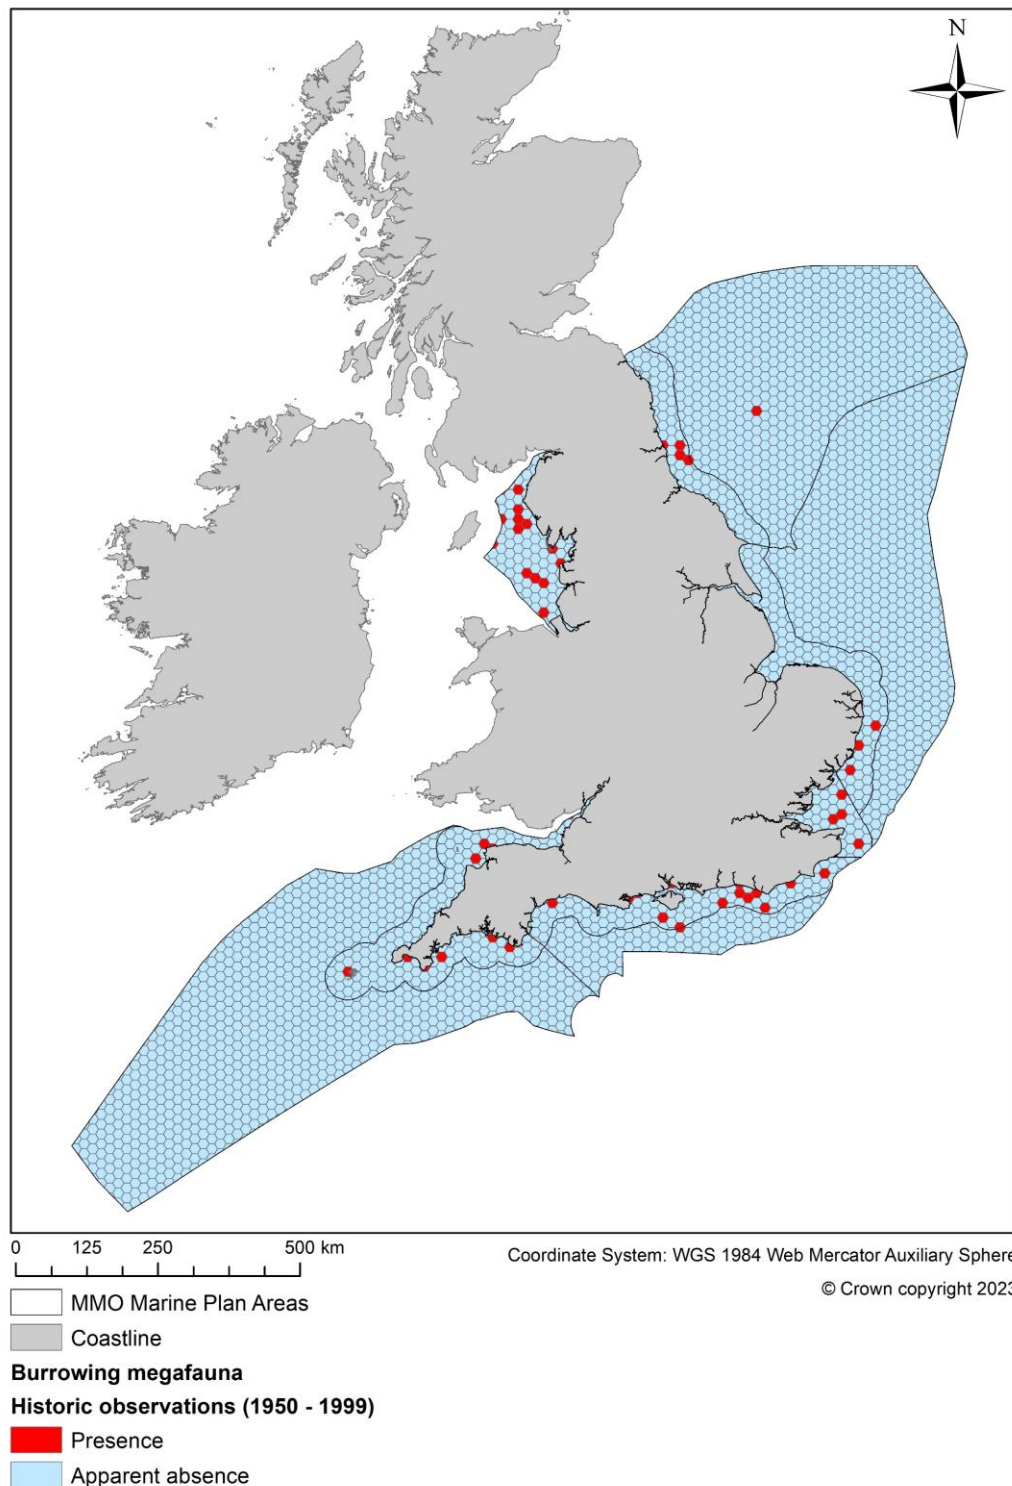 N
0 125 250 500 km
Coordinate System: WGS 1984 Web Mercator Auxiliary Sphere
© Crown copyright 2023
MMO Marine Plan Areas
Coastline
Burrowing megafauna
Historic observations (1950 - 1999)
Presence
Apparent absence